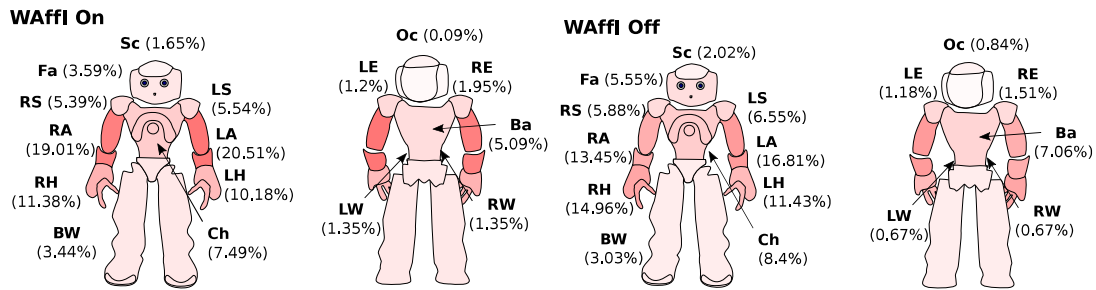 WAffI On
Sc (1.65%)
Fa (3.59%)
RS (5.39%)
LS
(5.54%)
RA
(19.01%)
LA
(20.51%)
RH
(11.38%)
LH
(10.18%)
BW
(3.44%)
Ch
(7.49%)
Oc (0.09%)
LE
(1.2%)
RE
(1.95%)
Ba
(5.09%)
LW
(1.35%)
RW
(1.35%)
WAffI Off
Sc (2.02%)
Fa (5.55%)
RS (5.88%)
LS
(6.55%)
RA
(13.45%)
LA
(16.81%)
RH
(14.96%)
LH
(11.43%)
BW
(3.03%)
Ch
(8.4%)
Oc (0.84%)
LE
(1.18%)
RE
(1.51%)
Ba
(7.06%)
LW
(0.67%)
RW
(0.67%)